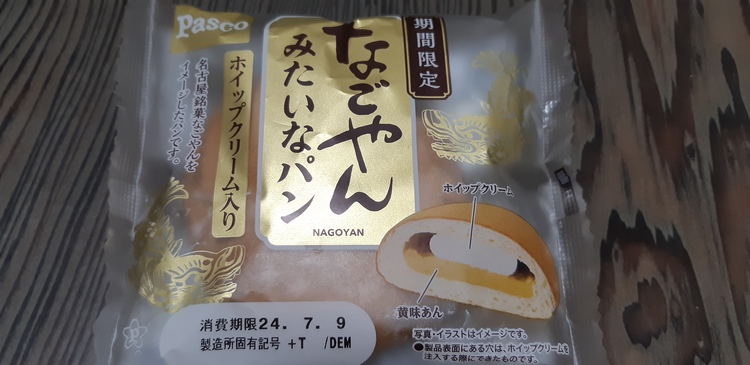 Pasco
期間限定
なごやん
みたいなパン
NAGOYAN
ホイップクリーム入り
名古屋銘菓なごやんを
イメージしたパンです。
ホイップクリーム
黄味あん
写真・イラストはイメージです。
●製品表面にある穴は、ホイップクリームを
注入する際にできたものです。
消費期限24. 7. 9
製造所固有記号 +T /DEM